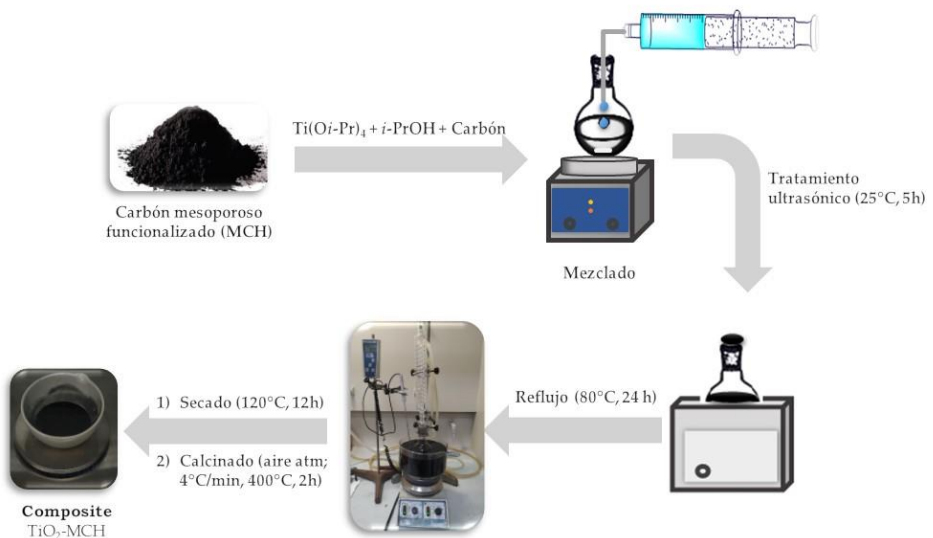 Ti(Oi-Pr)₄ + i-PrOH + Carbón
Carbón mesoporoso
funcionalizado (MCH)
Mezclado
Tratamiento
ultrasónico (25°C, 5h)
Reflujo (80°C, 24 h)
1) Secado (120°C, 12h)
2) Calcinado (aire atm;
4°C/min, 400°C, 2h)
Composite
TiO₂-MCH